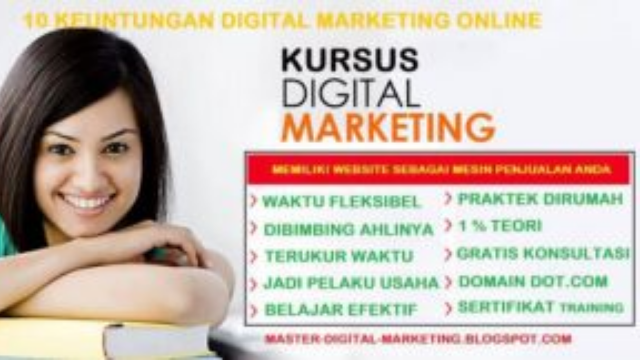 10 KEUNTUNGAN DIGITAL MARKETING ONLINE
KURSUS
DIGITAL
MARKETING
MEMILIKI WEBSITE SEBAGAI MESIN PENJUALAN ANDA
WAKTU FLEKSIBEL
DIBIMBING AHLINYA
TERUKUR WAKTU
JADI PELAKU USAHA
BELAJAR EFEKTIF
PRAKTEK DIRUMAH
1 % TEORI
GRATIS KONSULTASI
DOMAIN DOT.COM
SERTIFIKAT TRAINING
MASTER-DIGITAL-MARKETING.BLOGSPOT.COM